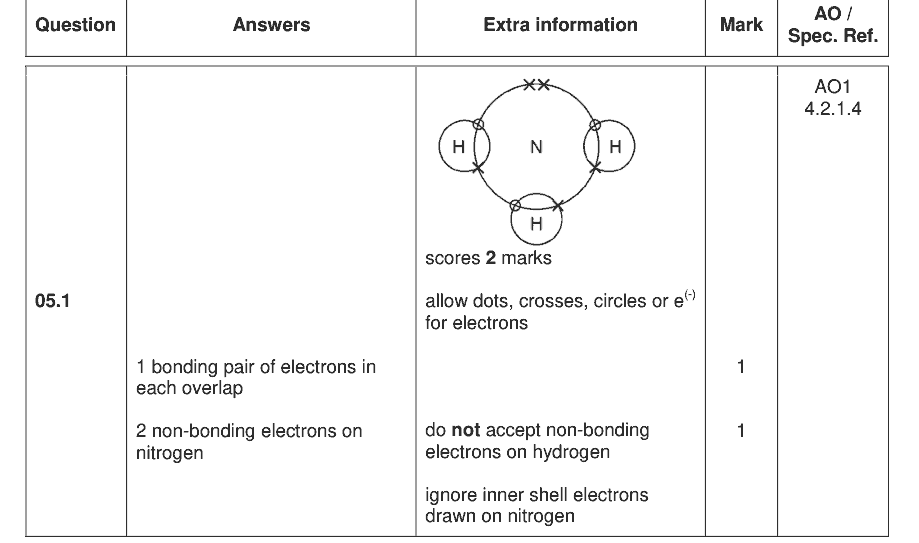 Question Answers Extra information Mark AO /
Spec. Ref.
AO1
4.2.1.4
H N H
H
scores 2 marks
05.1
allow dots, crosses, circles or e(-)
for electrons
1 bonding pair of electrons in
each overlap
1
2 non-bonding electrons on
nitrogen
do not accept non-bonding
electrons on hydrogen
1
ignore inner shell electrons
drawn on nitrogen